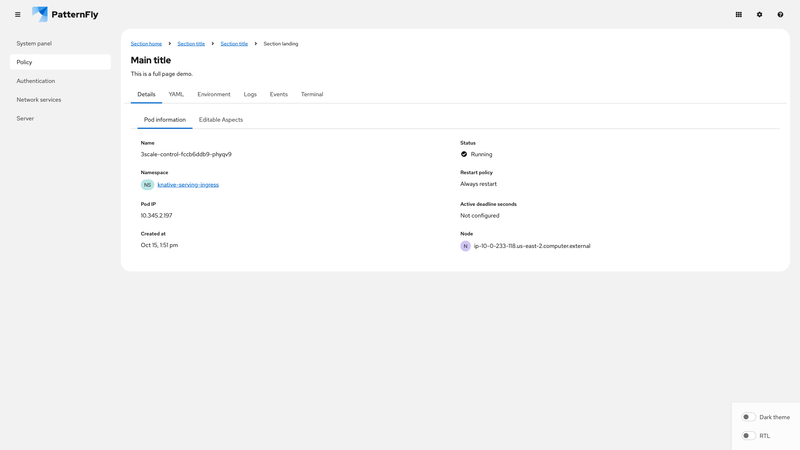 PatternFly
System panel
Policy
Authentication
Network services
Server
Section home
Section title
Section title
Section landing
Main title
This is a full page demo.
Details
YAML
Environment
Logs
Events
Terminal
Pod information
Editable Aspects
Name
3scale-control-fccb6ddb9-phyqv9
Status
Running
Namespace
NS knative-serving-ingress
Restart policy
Always restart
Pod IP
10.345.2.197
Active deadline seconds
Not configured
Created at
Oct 15, 1:51 pm
Node
N ip-10-0-233-118.us-east-2.computer.external
Dark theme
RTL